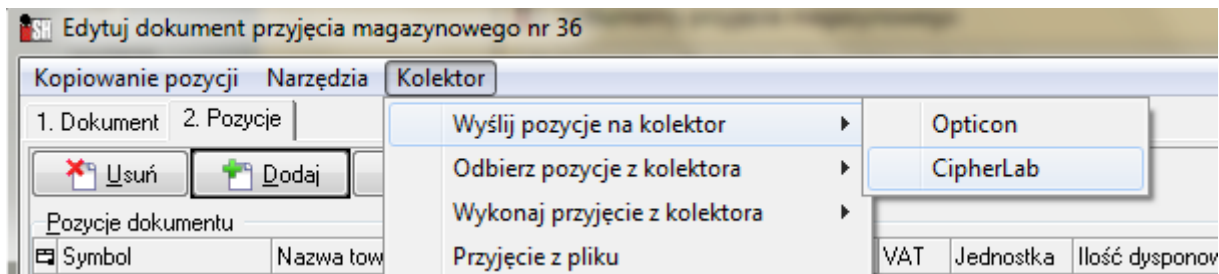 Edytuj dokument przyjęcia magazynowego nr 36
Kopiowanie pozycji Narzędzia Kolektor
1. Dokument 2. Pozycje
Wyślij pozycje na kolektor
Opticon
Usuń Dodaj
Odbierz pozycje z kolektora
CipherLab
Wykonaj przyjęcie z kolektora
Pozycje dokumentu
Symbol Nazwa tow
Przyjęcie z pliku
VAT Jednostka Ilość dysponow